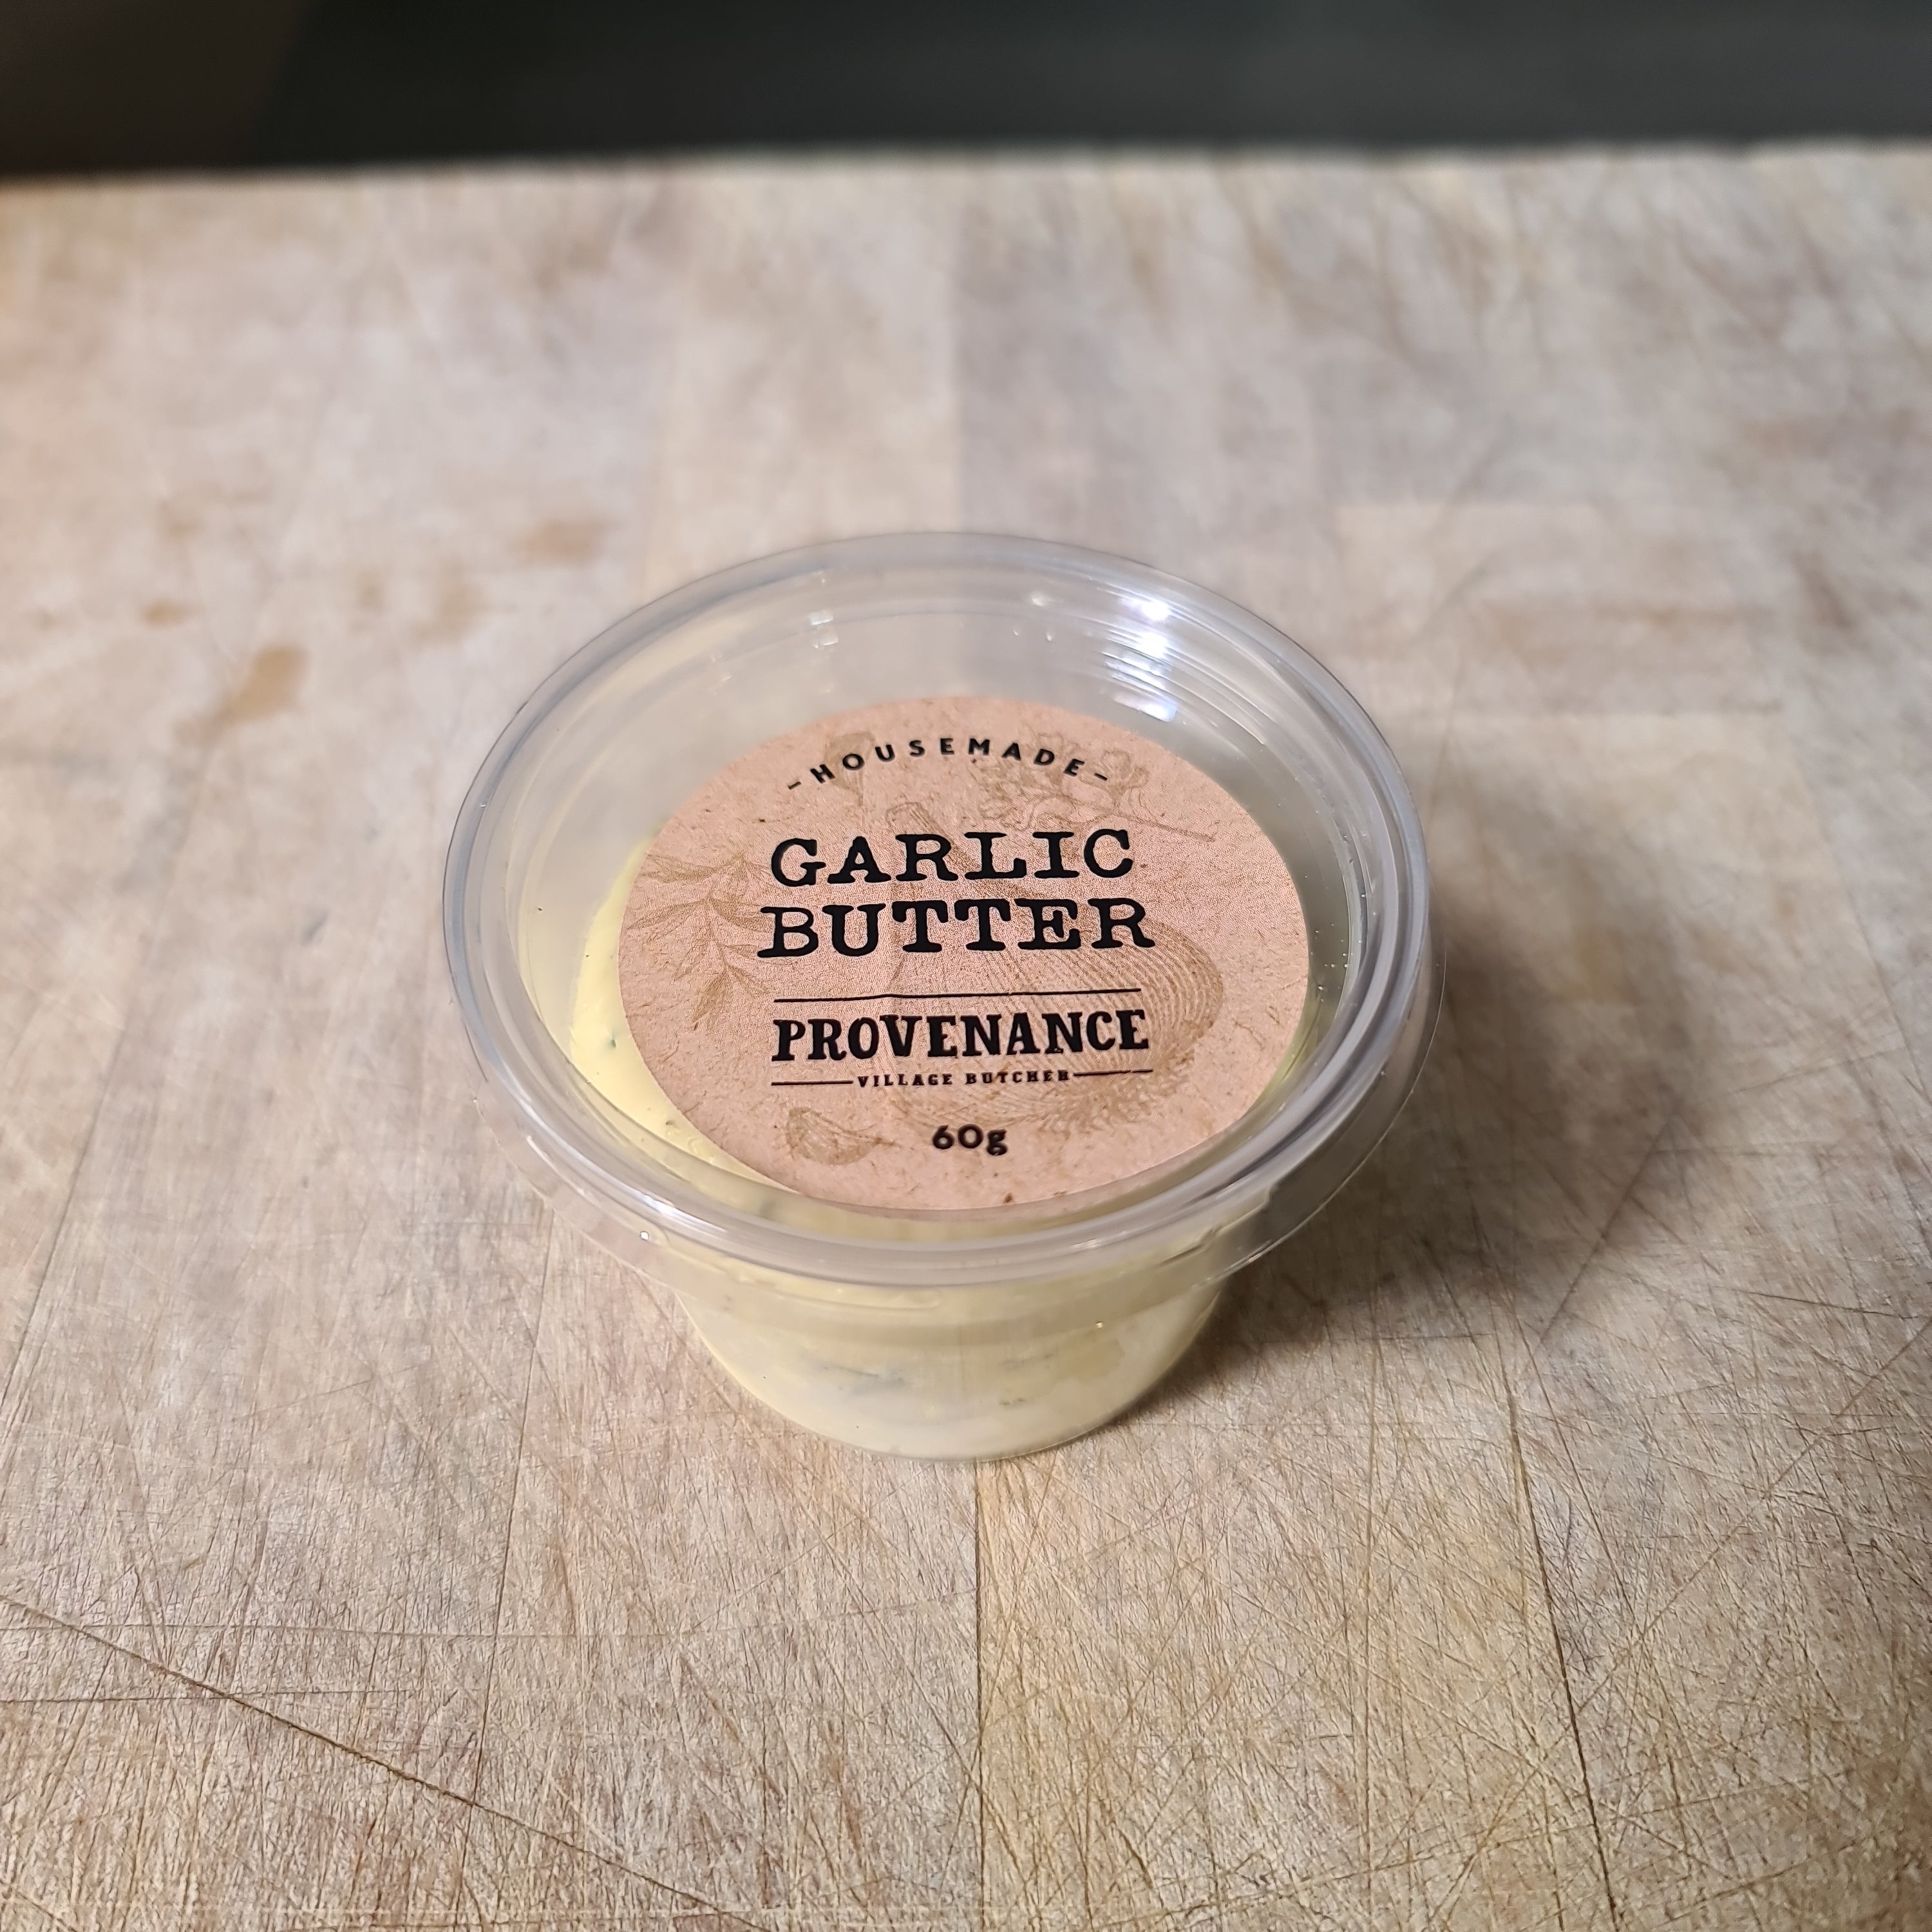 -HOUSEMADE-
GARLIC
BUTTER
PROVENANCE
VILLAGE BUTCHER
60g